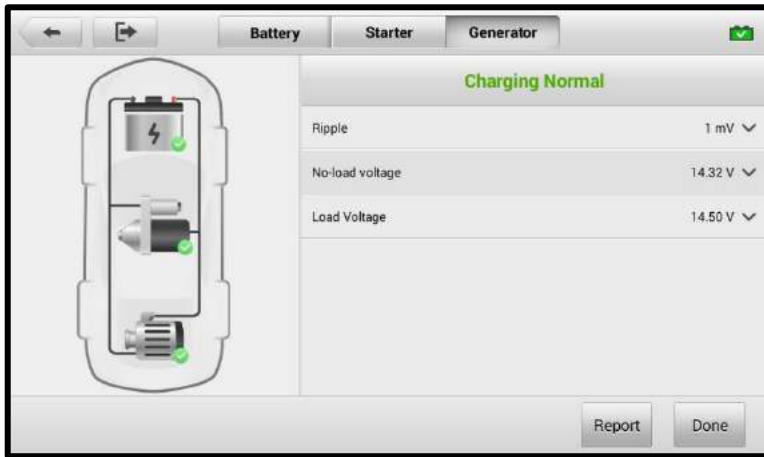 Battery Starter Generator
Charging Normal
Ripple 1 mV
No-load voltage 14.32 V
Load Voltage 14.50 V
Report Done